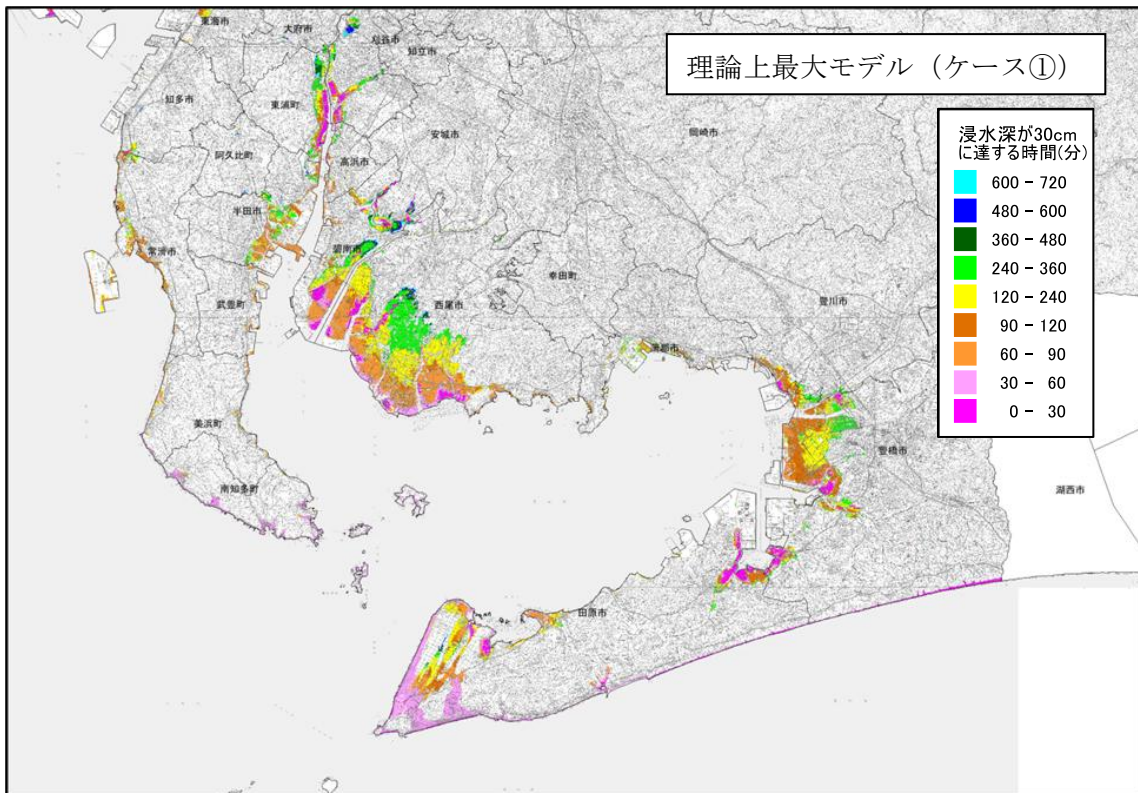 東海市
大府市
刈谷市
知立市
理論上最大モデル（ケース①）
知多市
東浦町
安城市
岡崎市
浸水深が30cm
に達する時間(分)
600－720
480－600
360－480
240－360
120－240
90－120
60－90
30－60
0－30
阿久比町
高浜市
半田市
碧南市
常滑市
幸田町
武豊町
西尾市
豊川市
蒲郡市
美浜町
豊橋市
南知多町
湖西市
田原市